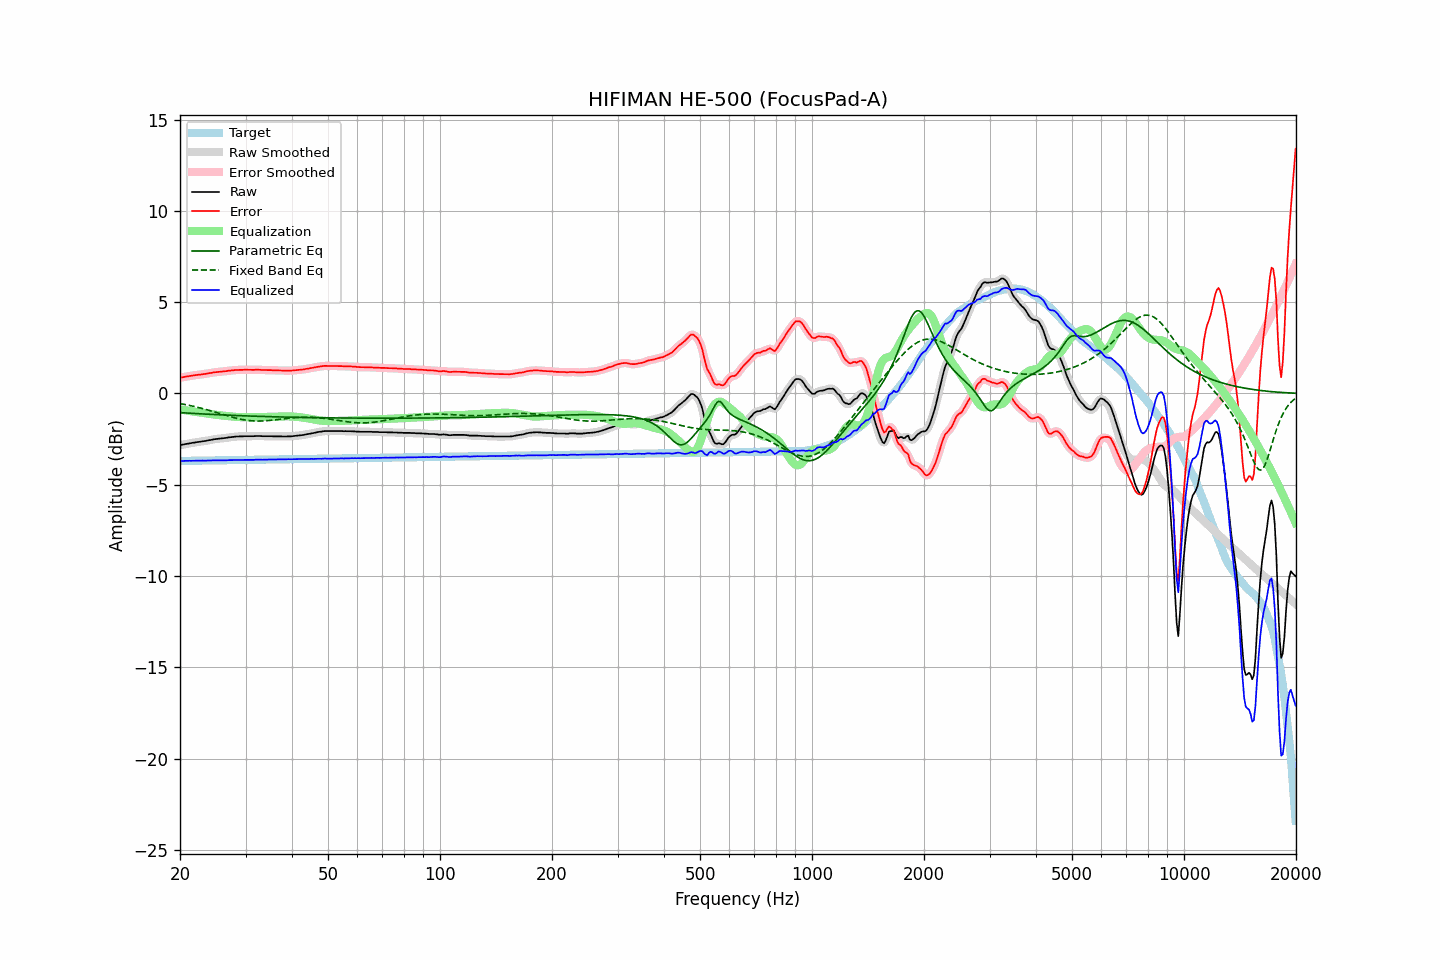 HIFIMAN HE-500 (FocusPad-A)
Target
Raw Smoothed
Error Smoothed
Raw
Error
Equalization
Parametric Eq
Fixed Band Eq
Equalized
15
10
5
0
−5
−10
−15
−20
−25
Amplitude (dBr)
20 50 100 200 500 1000 2000 5000 10000 20000
Frequency (Hz)